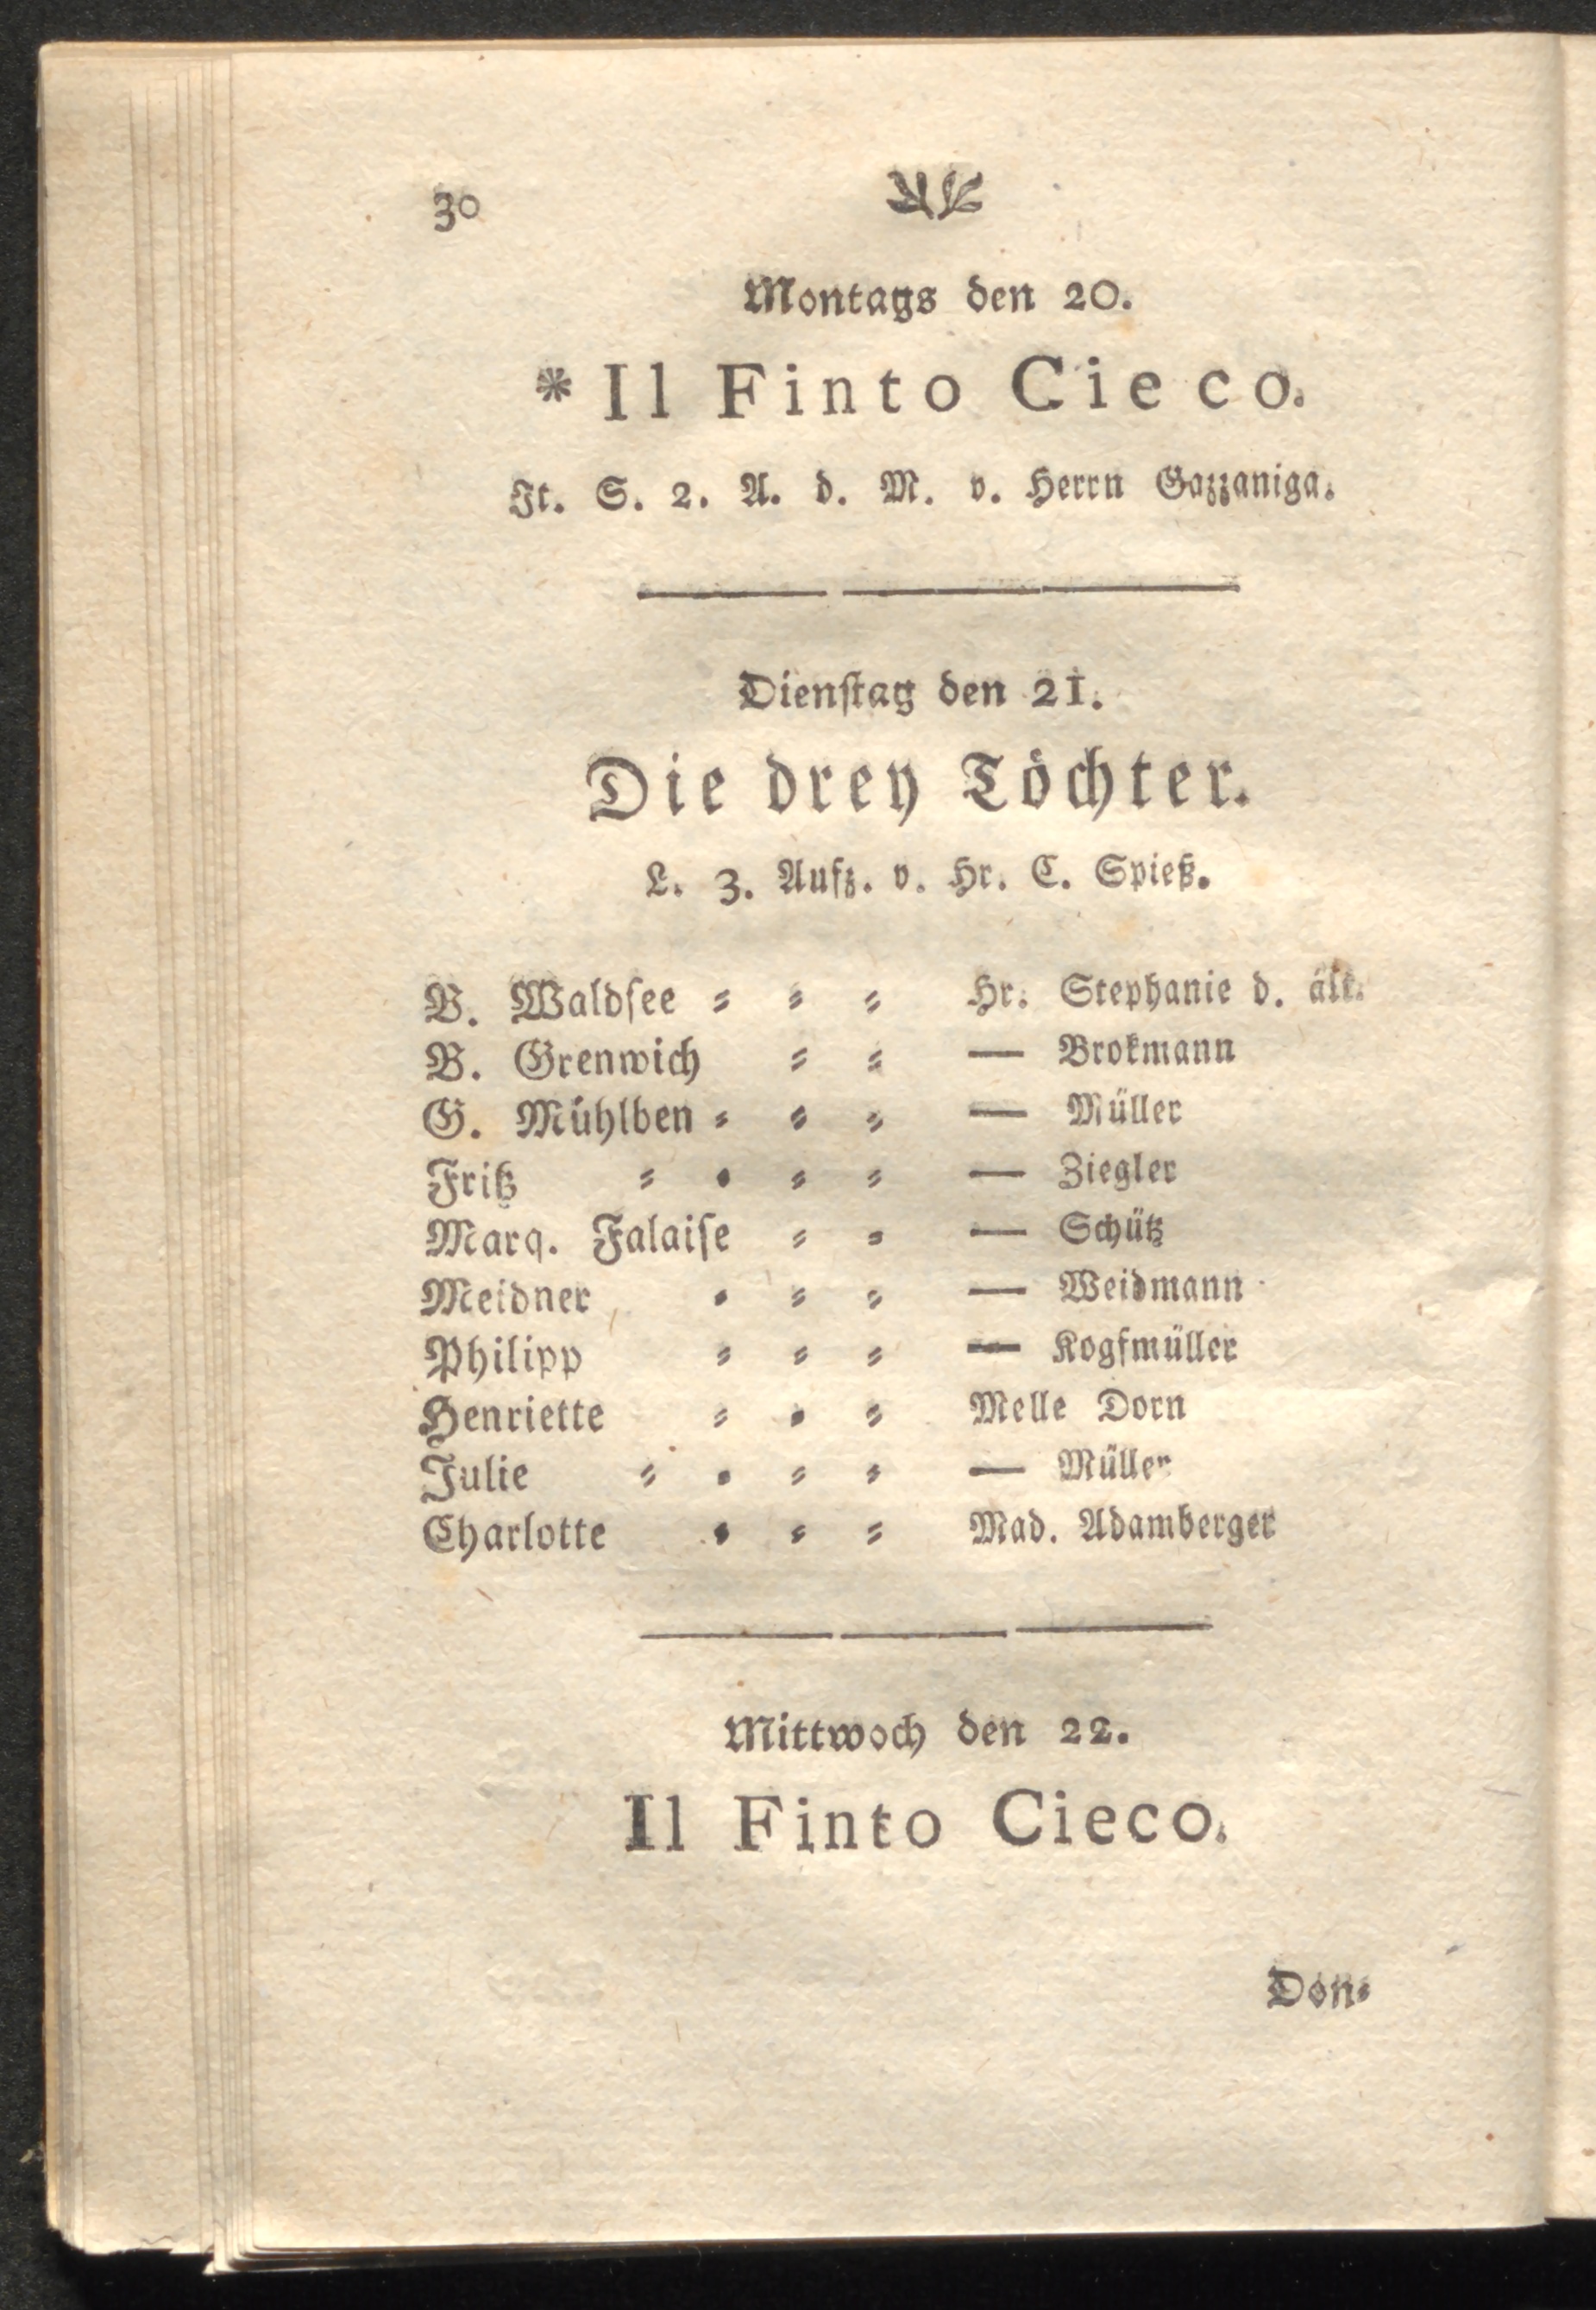 30
Montags den 20.
* Il Finto Cieco.
It. S. 2. A. d. M. v. Herrn Gazzaniga.
Dienſtag den 21.
Die drey Töchter.
L. 3. Aufz. v. Hr. C. Spieß.
B. Waldſee = = = Hr. Stephanie d. ält.
B. Grenwich = = — Brokmann
G. Mühlben = = = — Müller
Fritz = = = = — Ziegler
Marq. Falaiſe = = — Schütz
Meidner = = = — Weidmann
Philipp = = = — Kogfmüller
Henriette = = = Melle Dorn
Julie = = = = — Müller
Charlotte = = = Mad. Adamberger
Mittwoch den 22.
Il Finto Cieco.
Don=